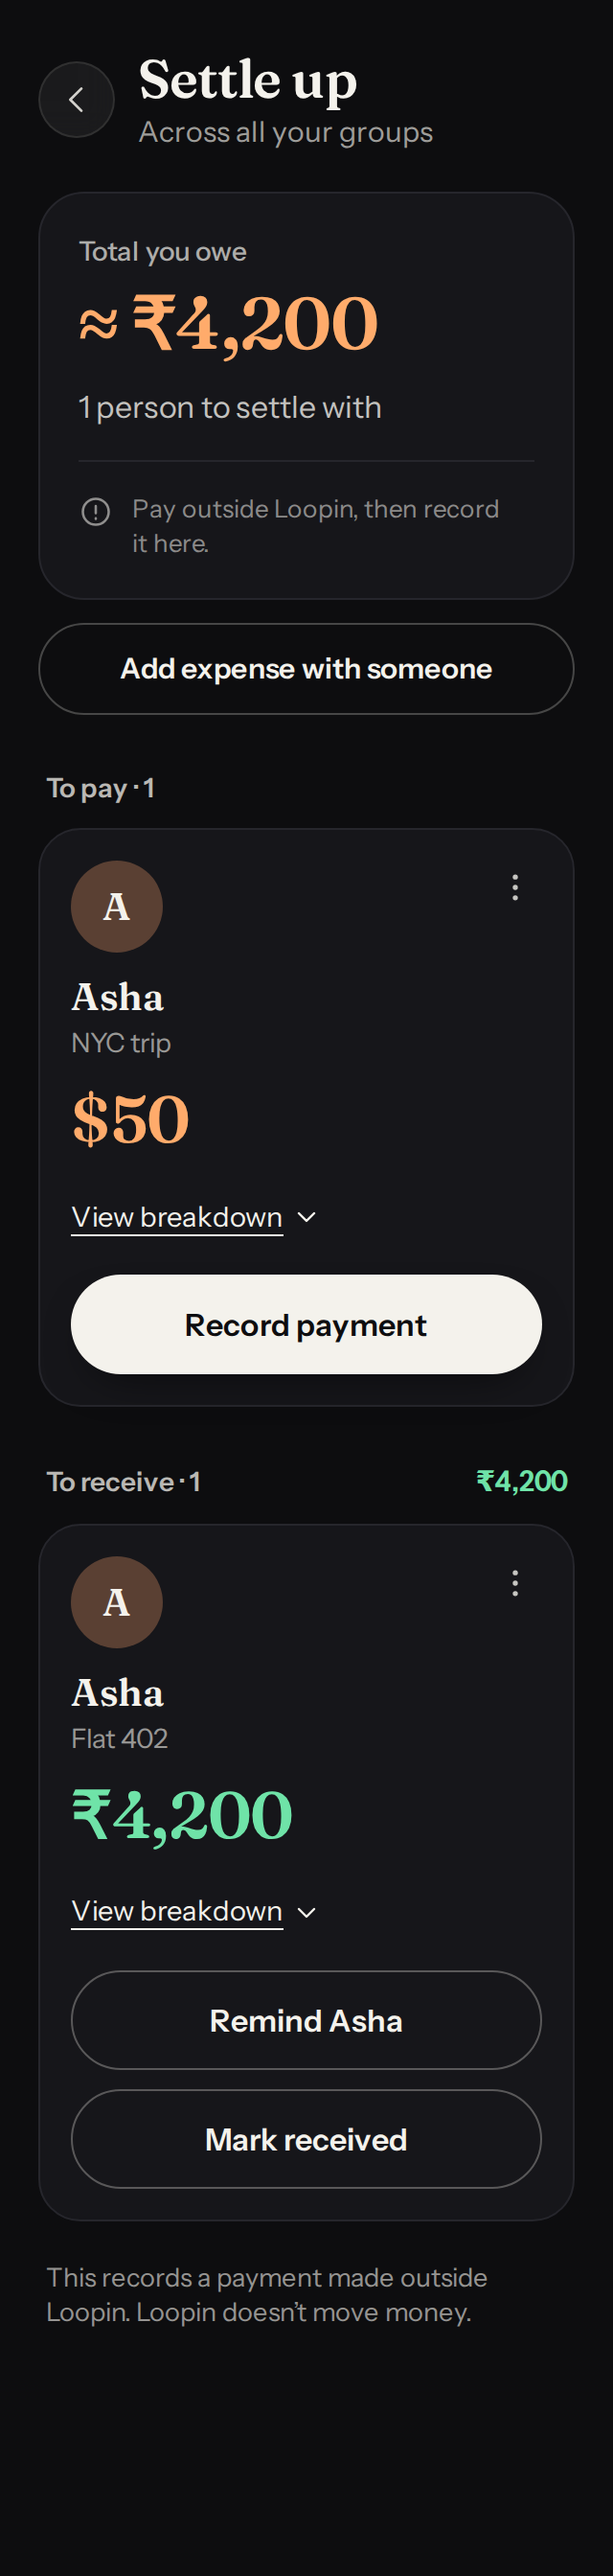 Settle up
Across all your groups
Total you owe
≈ ₹4,200
1 person to settle with
Pay outside Loopin, then record
it here.
Add expense with someone
To pay · 1
A
Asha
NYC trip
$50
View breakdown
Record payment
To receive · 1
₹4,200
A
Asha
Flat 402
₹4,200
View breakdown
Remind Asha
Mark received
This records a payment made outside
Loopin. Loopin doesn’t move money.